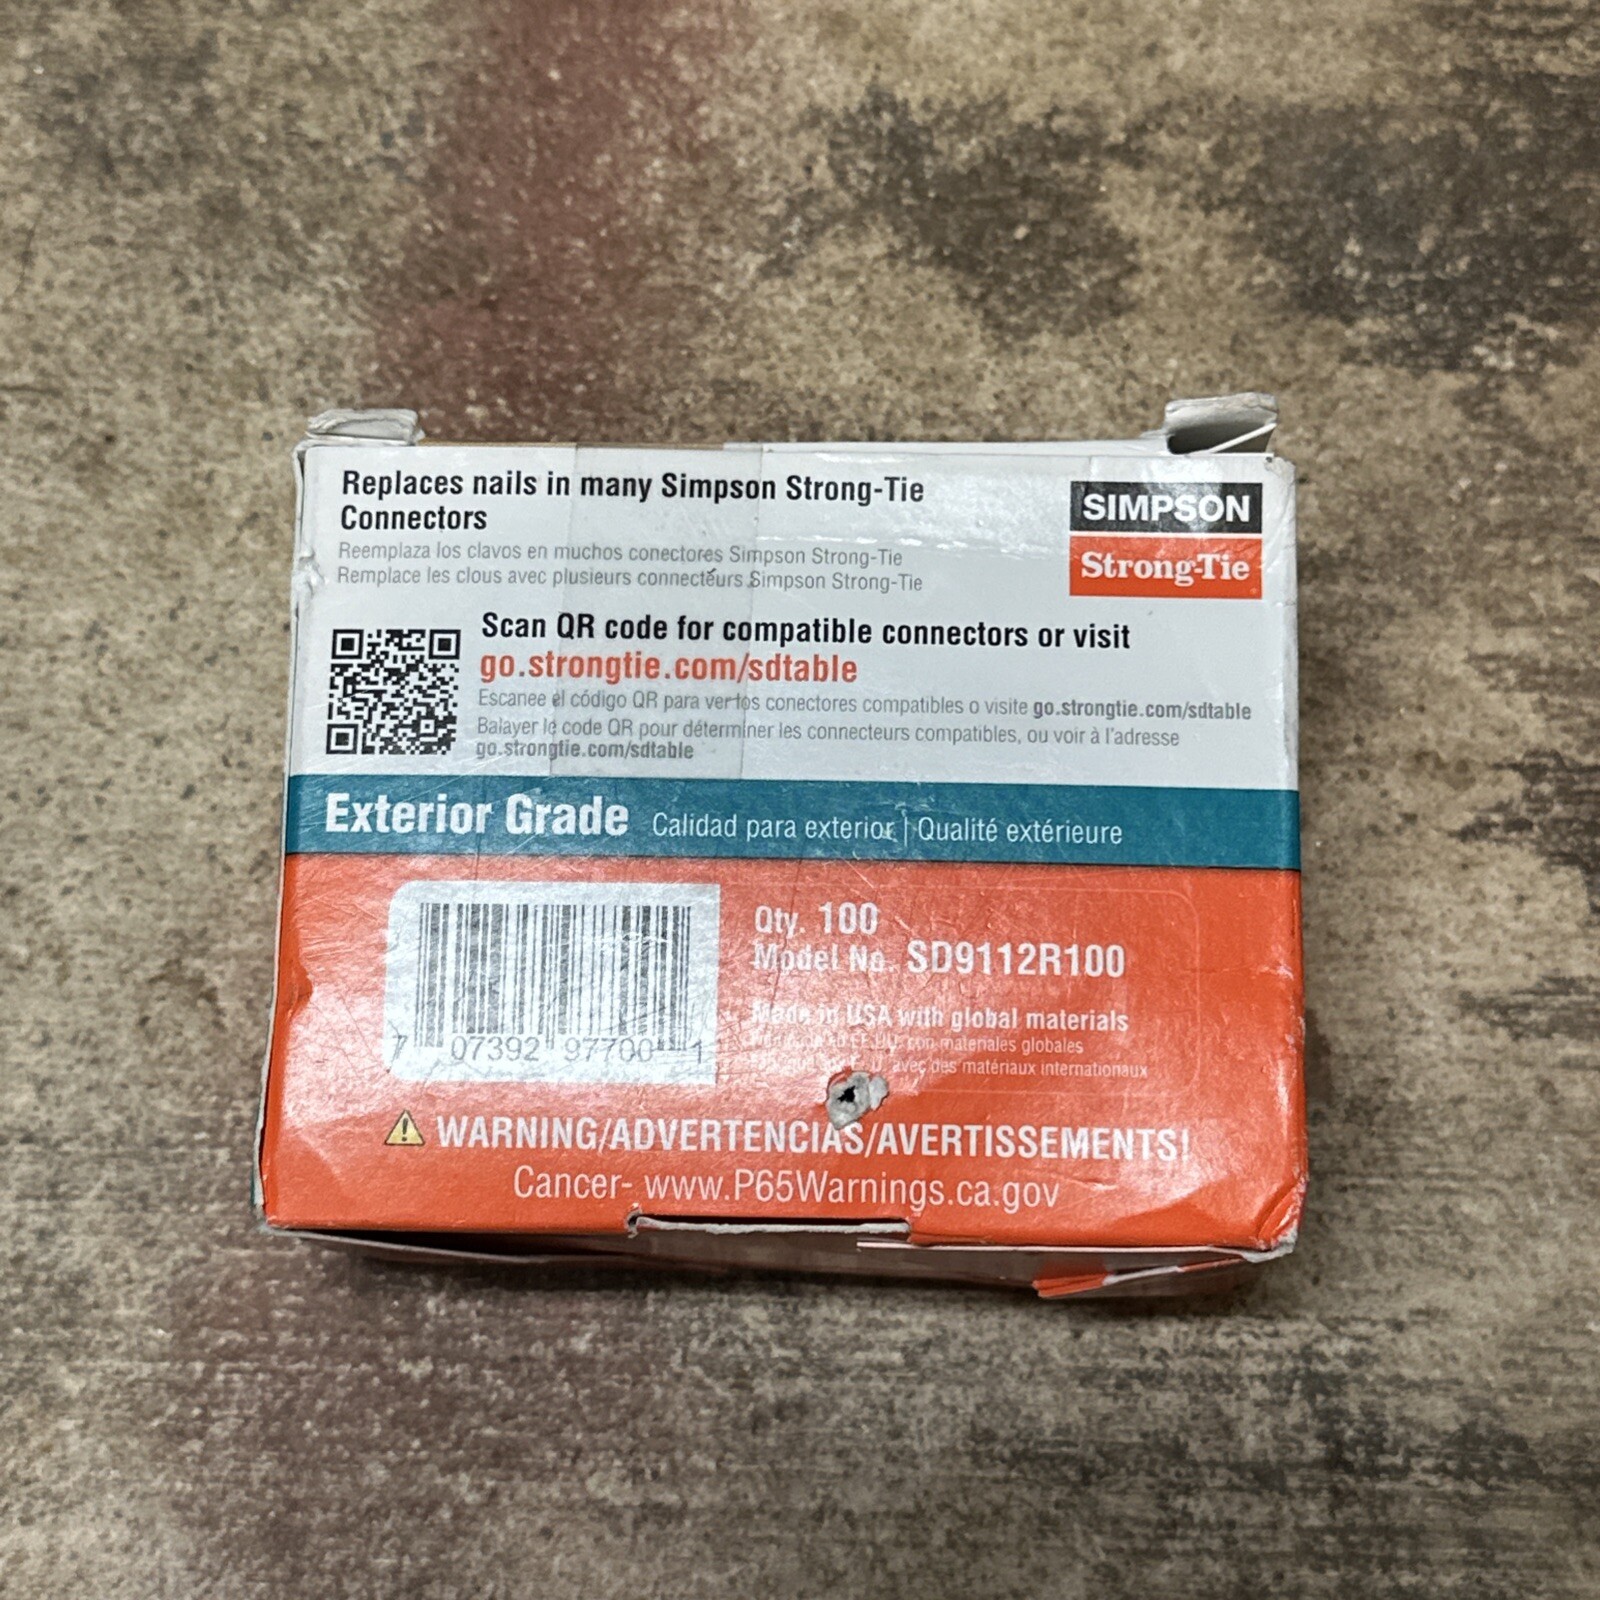 Replaces nails in many Simpson Strong-Tie
Connectors
Reemplaza los clavos en muchos conectores Simpson Strong-Tie
Remplace les clous avec plusieurs connecteurs Simpson Strong-Tie
SIMPSON
Strong-Tie
Scan QR code for compatible connectors or visit
go.strongtie.com/sdtable
Escanee el código QR para ver los conectores compatibles o visite go.strongtie.com/sdtable
Balayer le code QR pour déterminer les connecteurs compatibles, ou voir à l'adresse
go.strongtie.com/sdtable
Exterior Grade Calidad para exterior | Qualité extérieure
7 07392 97700 1
Qty. 100
Model No. SD9112R100
Made in USA with global materials
EE.UU. con materiales globales
avec des matériaux internationaux
WARNING/ADVERTENCIAS/AVERTISSEMENTS!
Cancer- www.P65Warnings.ca.gov